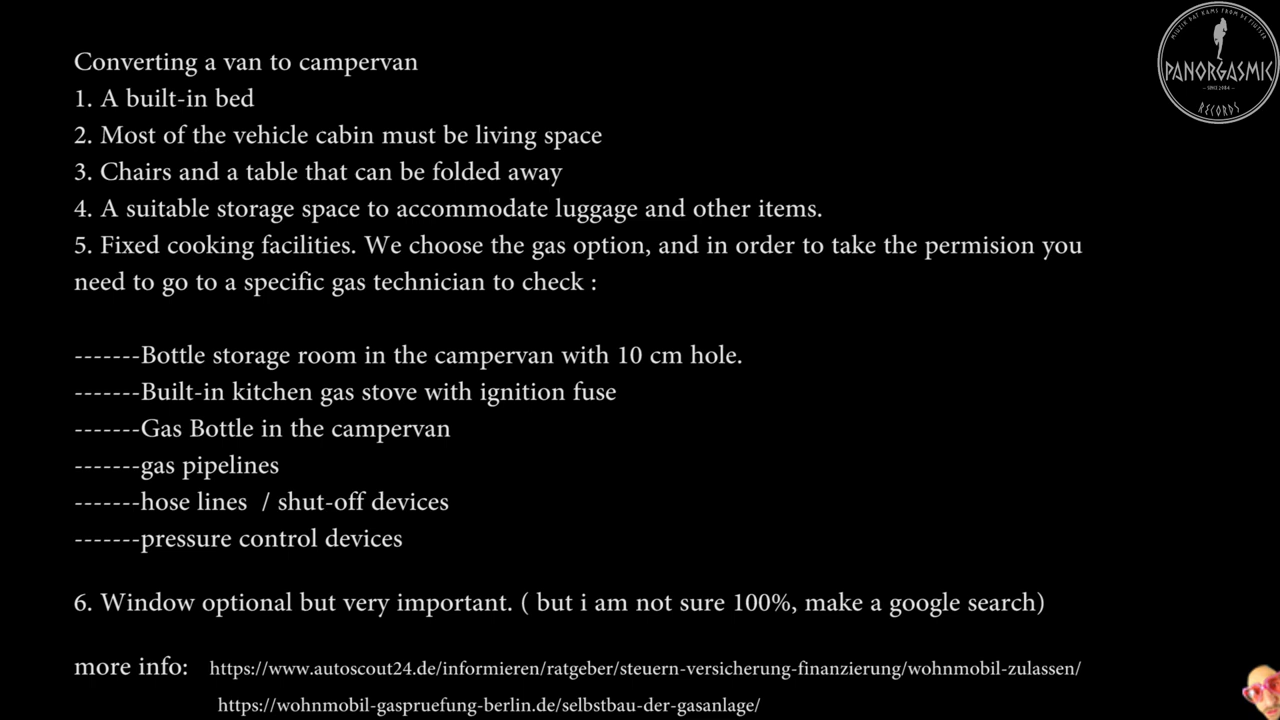 Converting a van to campervan
1. A built-in bed
2. Most of the vehicle cabin must be living space
3. Chairs and a table that can be folded away
4. A suitable storage space to accommodate luggage and other items.
5. Fixed cooking facilities. We choose the gas option, and in order to take the permision you
need to go to a specific gas technician to check :
-------Bottle storage room in the campervan with 10 cm hole.
-------Built-in kitchen gas stove with ignition fuse
-------Gas Bottle in the campervan
-------gas pipelines
-------hose lines  / shut-off devices
-------pressure control devices
6. Window optional but very important. ( but i am not sure 100%, make a google search)
more info: https://www.autoscout24.de/informieren/ratgeber/steuern-versicherung-finanzierung/wohnmobil-zulassen/
https://wohnmobil-gaspruefung-berlin.de/selbstbau-der-gasanlage/
PANORGASMIC
RECORDS